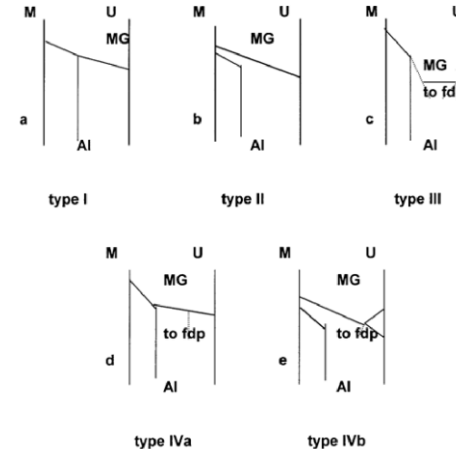 M U M U M U
MG MG MG
to fd
a b c
Al Al Al
type I type II type III
M U M U
MG MG
to fdp to fdp
d e
Al Al
type IVa type IVb